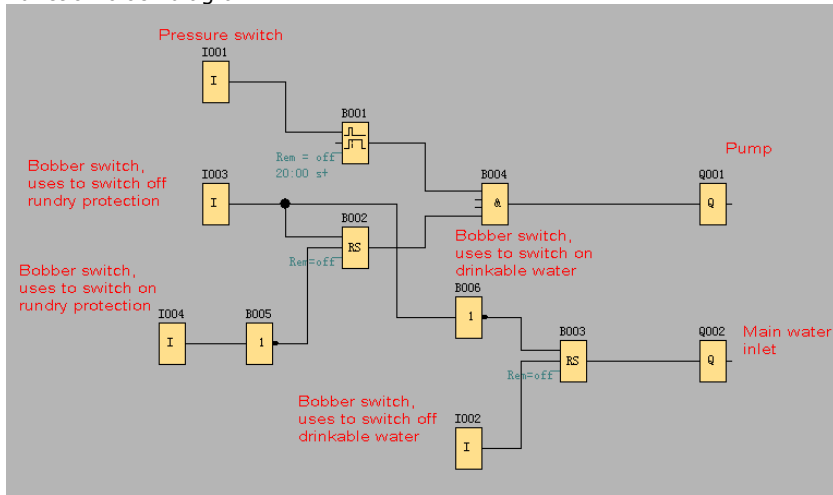 Pressure switch
I001
I
B001
Rem = off
20:00 s+
Bobber switch,
uses to switch off
rundry protection
I003
I
B002
RS
Rem=off
B004
&
Pump
Q001
Q
Bobber switch,
uses to switch on
drinkable water
Bobber switch,
uses to switch on
rundry protection
I004
I
B005
1
B006
1
B003
RS
Rem=off
Q002
Q
Main water
inlet
Bobber switch,
uses to switch off
drinkable water
I002
I